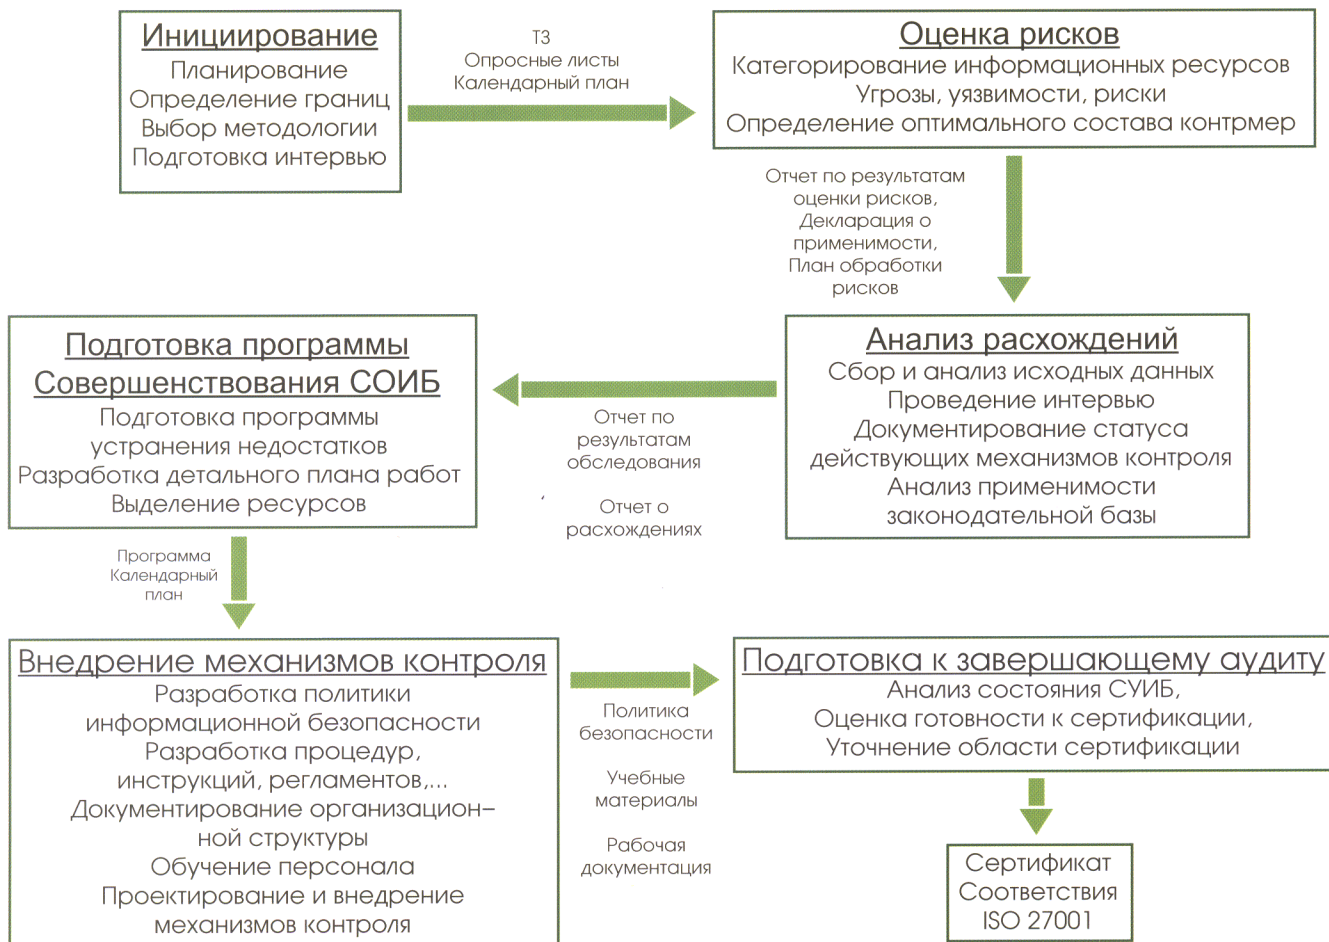 Инициирование
Планирование
Определение границ
Выбор методологии
Подготовка интервью
ТЗ
Опросные листы
Календарный план
Оценка рисков
Категорирование информационных ресурсов
Угрозы, уязвимости, риски
Определение оптимального состава контрмер
Отчет по результатам
оценки рисков,
Декларация о
применимости,
План обработки
рисков
Анализ расхождений
Сбор и анализ исходных данных
Проведение интервью
Документирование статуса
действующих механизмов контроля
Анализ применимости
законодательной базы
Отчет по
результатам
обследования
Отчет о
расхождениях
Подготовка программы
Совершенствования СОИБ
Подготовка программы
устранения недостатков
Разработка детального плана работ
Выделение ресурсов
Программа
Календарный
план
Внедрение механизмов контроля
Разработка политики
информационной безопасности
Разработка процедур,
инструкций, регламентов,...
Документирование организацион–
ной структуры
Обучение персонала
Проектирование и внедрение
механизмов контроля
Политика
безопасности
Учебные
материалы
Рабочая
документация
Подготовка к завершающему аудиту
Анализ состояния СУИБ,
Оценка готовности к сертификации,
Уточнение области сертификации
Сертификат
Соответствия
ISO 27001